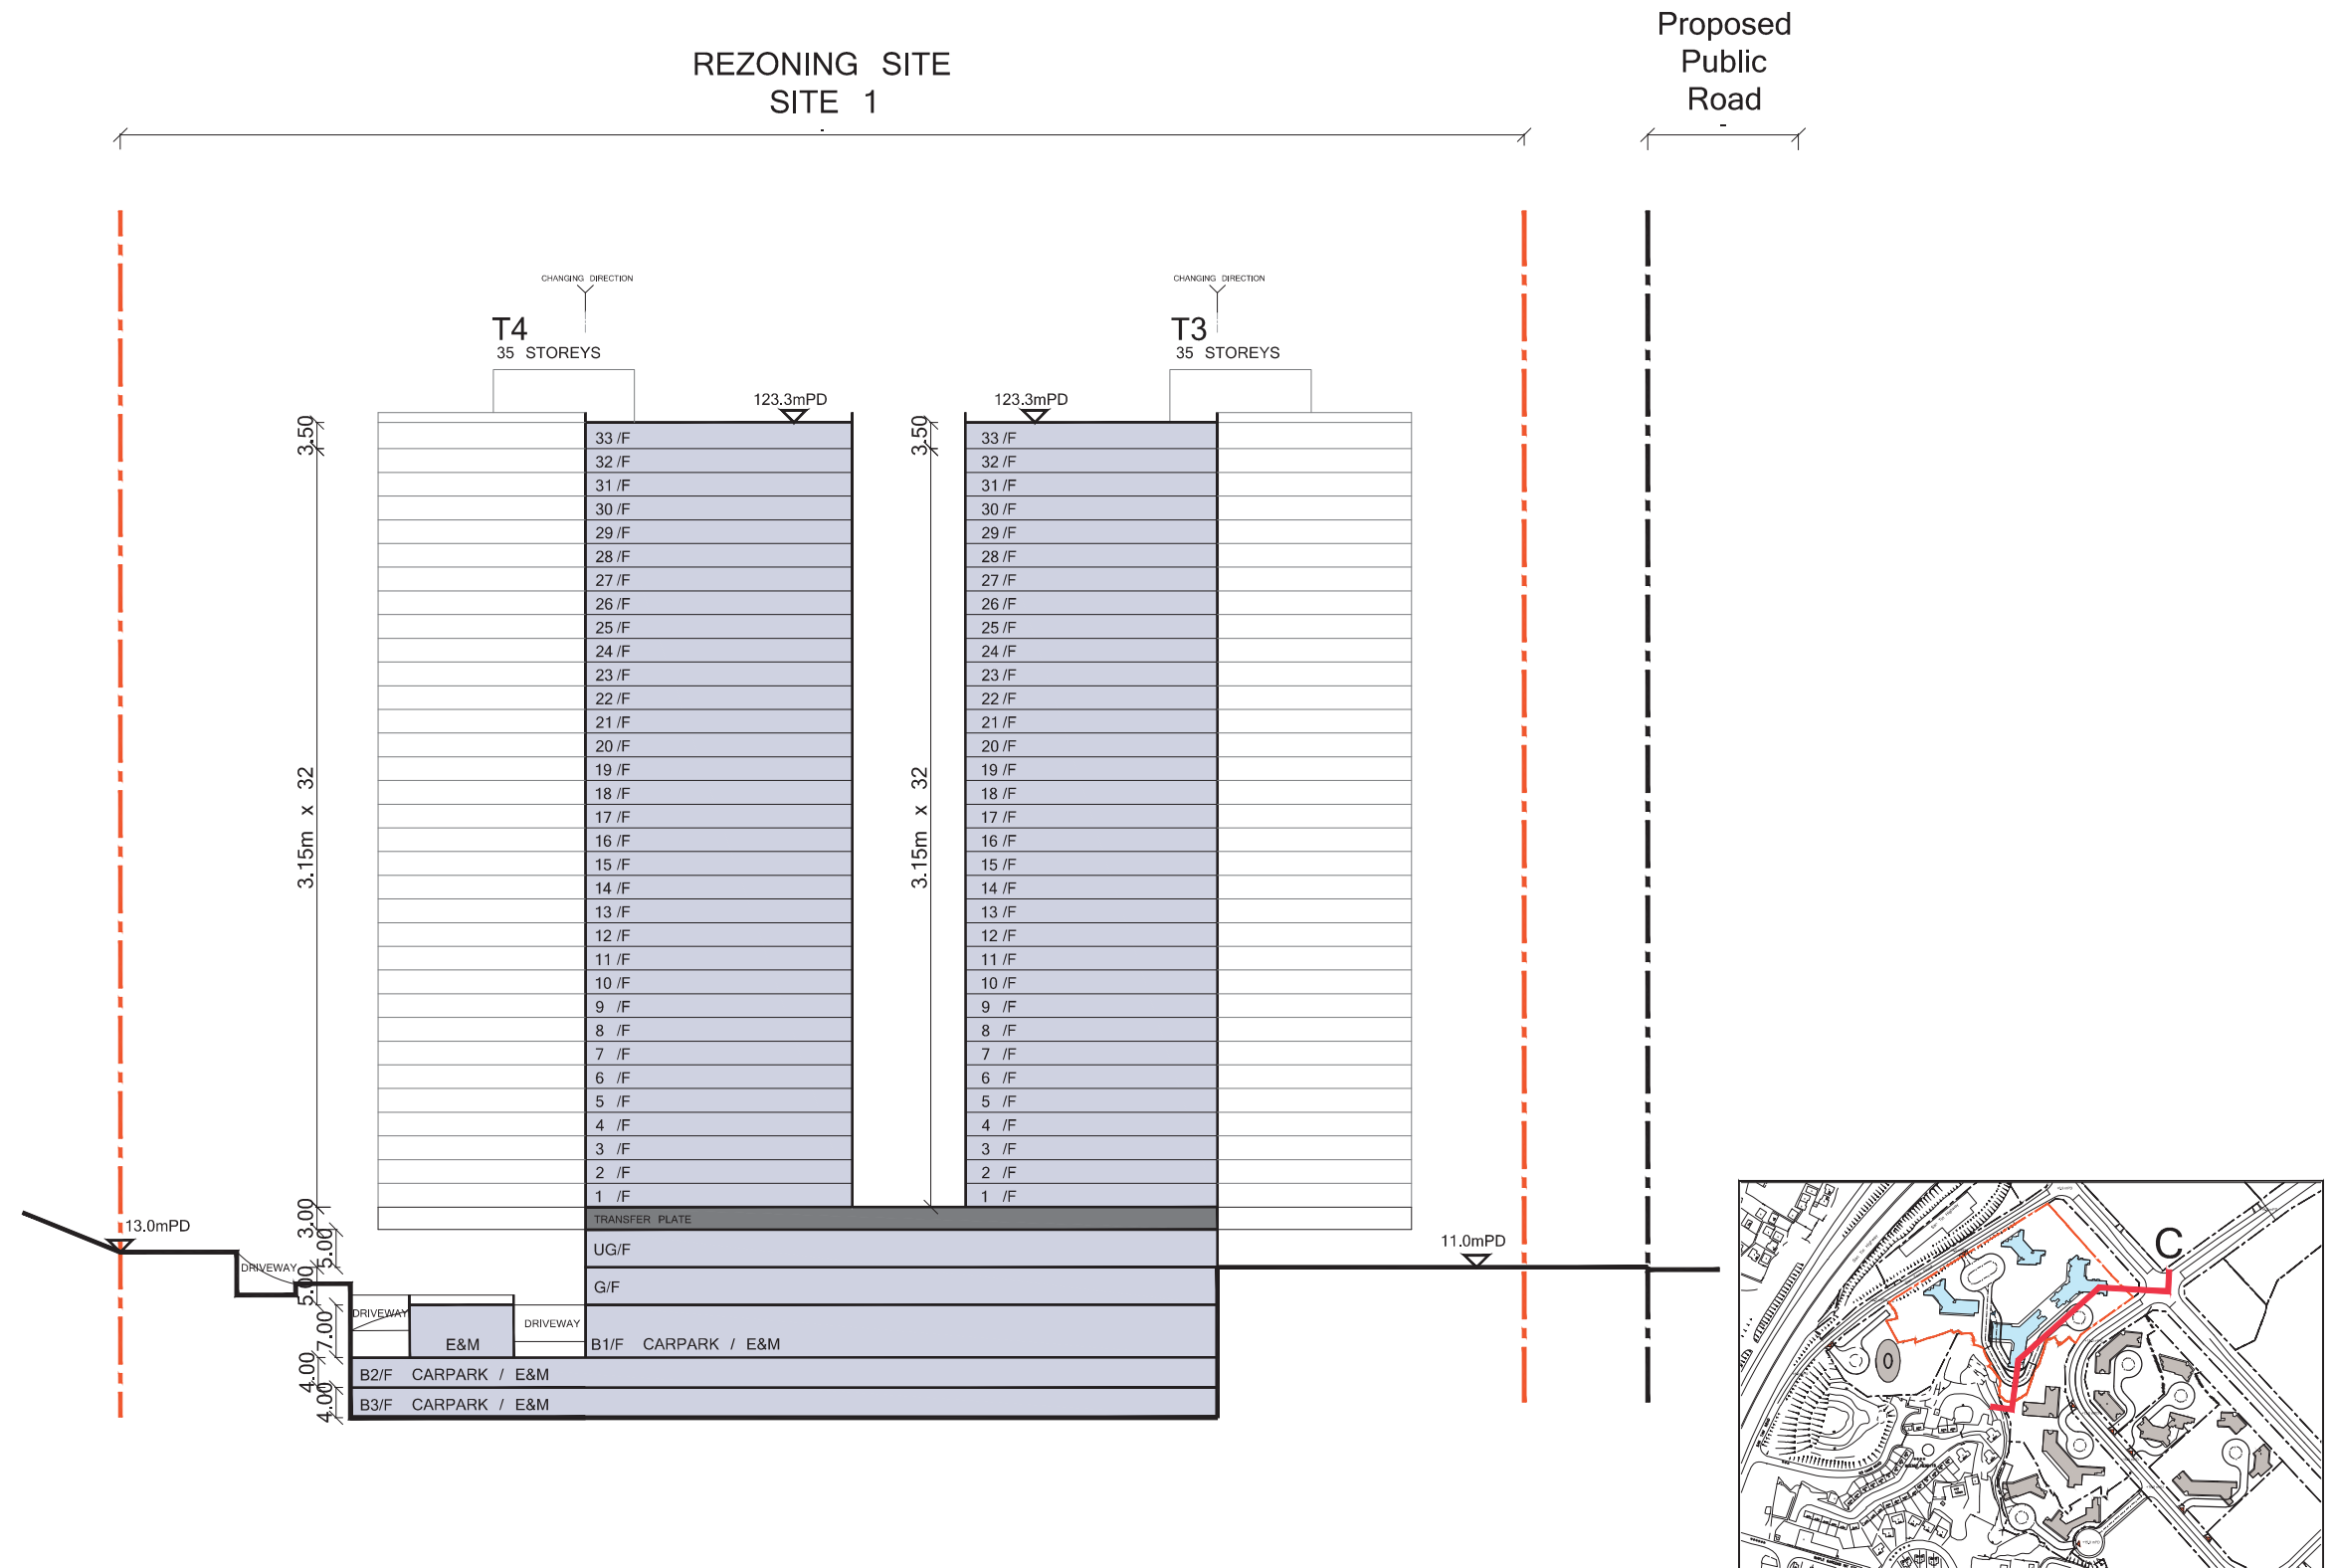 REZONING SITE
SITE 1
Proposed
Public
Road
CHANGING DIRECTION
CHANGING DIRECTION
T4
35 STOREYS
T3
35 STOREYS
123.3mPD
123.3mPD
3.50
3.50
33 /F
33 /F
32 /F
32 /F
31 /F
31 /F
30 /F
30 /F
29 /F
29 /F
28 /F
28 /F
27 /F
27 /F
26 /F
26 /F
25 /F
25 /F
24 /F
24 /F
23 /F
23 /F
22 /F
22 /F
21 /F
21 /F
20 /F
20 /F
19 /F
19 /F
18 /F
18 /F
3.15m x 32
3.15m x 32
17 /F
17 /F
16 /F
16 /F
15 /F
15 /F
14 /F
14 /F
13 /F
13 /F
12 /F
12 /F
11 /F
11 /F
10 /F
10 /F
9 /F
9 /F
8 /F
8 /F
7 /F
7 /F
6 /F
6 /F
5 /F
5 /F
4 /F
4 /F
3 /F
3 /F
2 /F
2 /F
1 /F
1 /F
3.00
TRANSFER PLATE
13.0mPD
5.00
UG/F
11.0mPD
DRIVEWAY
5.00
G/F
DRIVEWAY
DRIVEWAY
7.00
E&M
B1/F CARPARK / E&M
4.00
B2/F CARPARK / E&M
4.00
B3/F CARPARK / E&M
C